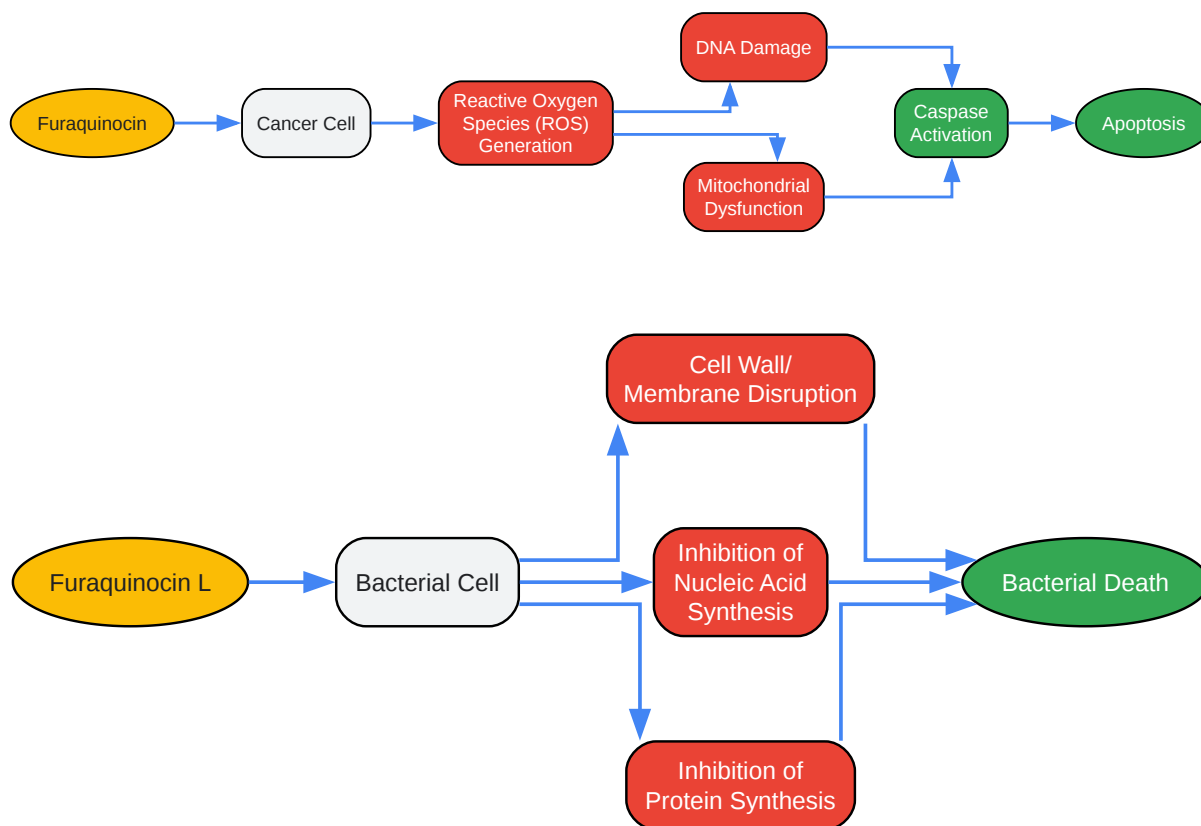 DNA Damage
Furaquinocin
Cancer Cell
Reactive Oxygen
Species (ROS)
Generation
Caspase
Activation
Apoptosis
Mitochondrial
Dysfunction
Cell Wall/
Membrane Disruption
Furaquinocin L
Bacterial Cell
Inhibition of
Nucleic Acid
Synthesis
Bacterial Death
Inhibition of
Protein Synthesis